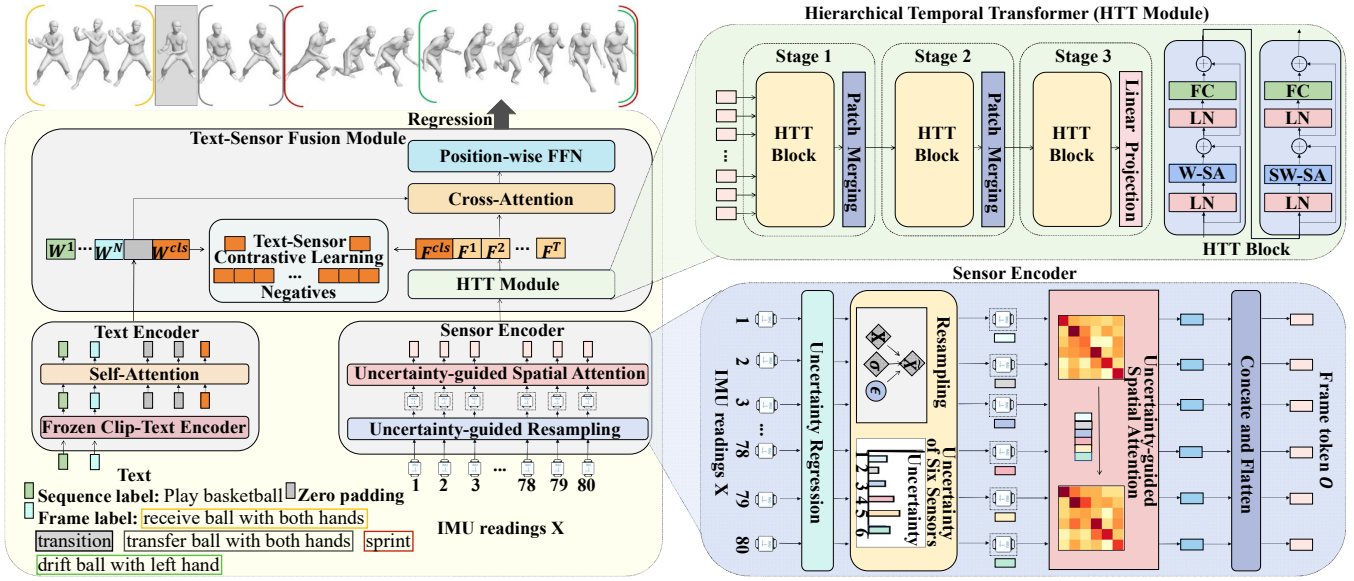 Hierarchical Temporal Transformer (HTT Module)
Regression
Text-Sensor Fusion Module
Position-wise FFN
Cross-Attention
W^1 ... W^N W^cls
Text-Sensor
Contrastive Learning
...
Negatives
F^cls F^1 F^2 ... F^T
HTT Module
Text Encoder
Self-Attention
Frozen Clip-Text Encoder
Sensor Encoder
Uncertainty-guided Spatial Attention
Uncertainty-guided Resampling
1 2 3 ... 78 79 80
IMU readings X
Text
Sequence label: Play basketball Zero padding
Frame label: receive ball with both hands
transition transfer ball with both hands sprint
drift ball with left hand
Stage 1
HTT
Block
Patch Merging
Stage 2
HTT
Block
Patch Merging
Stage 3
HTT
Block
Linear Projection
...
FC
LN
W-SA
LN
FC
LN
SW-SA
LN
HTT Block
Sensor Encoder
1
2
3
...
78
79
80
IMU readings X
Uncertainty Regression
Resampling
X
σ
ϵ
X̂
Uncertainty
of Six Sensors
Uncertainty
1
2
3
4
5
6
Uncertainty-guided
Spatial Attention
Concate and Flatten
Frame token O